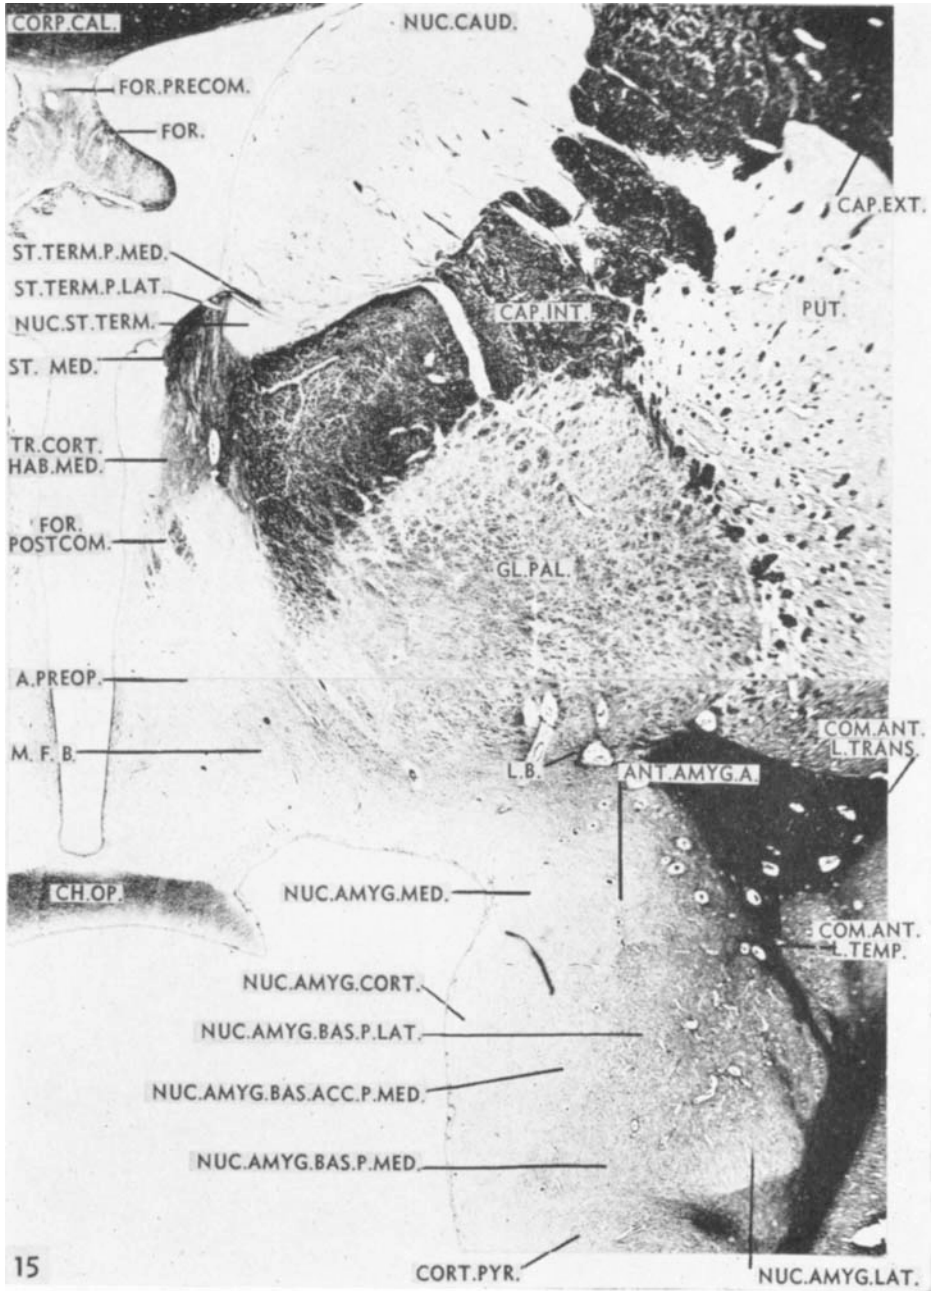 CORP.CAL.
NUC.CAUD.
FOR.PRECOM.
FOR.
CAP.EXT.
ST.TERM.P.MED.
ST.TERM.P.LAT.
NUC.ST.TERM.
CAP.INT.
PUT.
ST. MED.
TR.CORT.
HAB.MED.
FOR.
POSTCOM.
GL.PAL.
A.PREOP.
COM.ANT.
L.TRANS.
M. F. B.
L.B.
ANT.AMYG.A.
CH.OP.
NUC.AMYG.MED.
COM.ANT.
L.TEMP.
NUC.AMYG.CORT.
NUC.AMYG.BAS.P.LAT.
NUC.AMYG.BAS.ACC.P.MED.
NUC.AMYG.BAS.P.MED.
15
CORT.PYR.
NUC.AMYG.LAT.